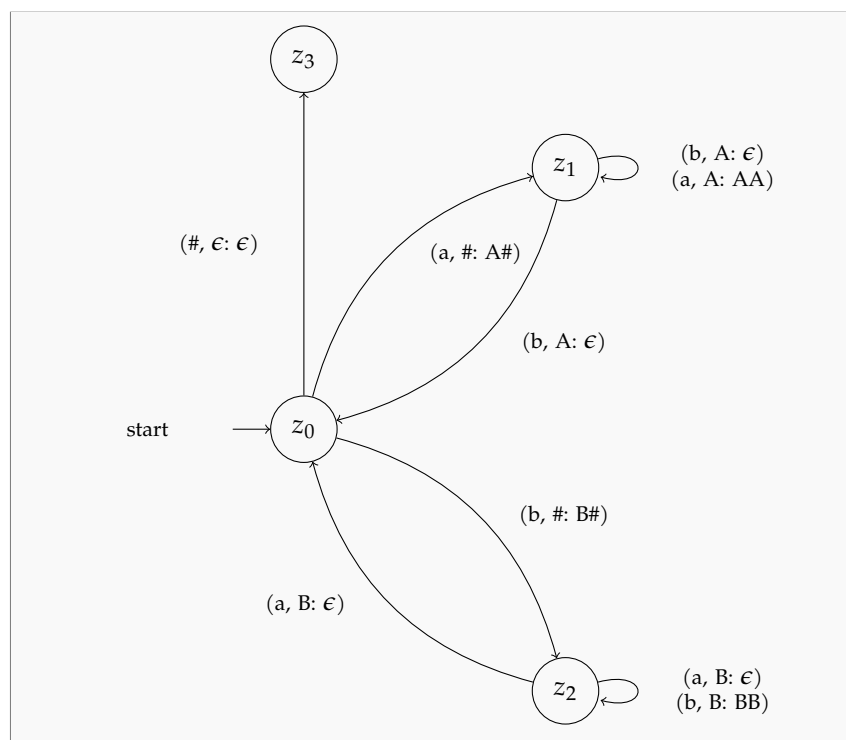 z₃
z₁
(b, A: ϵ)
(a, A: AA)
(#, ϵ: ϵ)
(a, #: A#)
(b, A: ϵ)
start
z₀
(b, #: B#)
(a, B: ϵ)
z₂
(a, B: ϵ)
(b, B: BB)